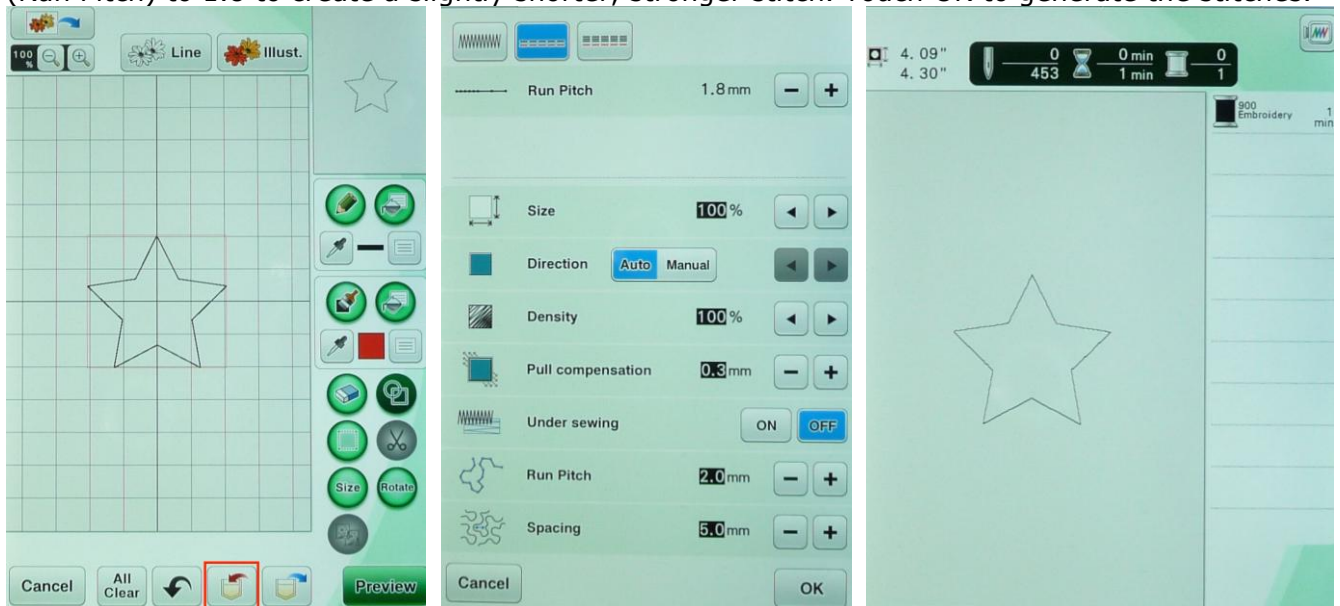 (Run Pitch) to 1.8 to create a slightly shorter, stronger stitch. Touch OK to generate the stitches.
100 %
Line
Illust.
Size
Rotate
Cancel
All Clear
Preview
Run Pitch 1.8 mm − +
Size 100 %
Direction Auto Manual
Density 100 %
Pull compensation 0.3 mm − +
Under sewing ON OFF
Run Pitch 2.0 mm − +
Spacing 5.0 mm − +
Cancel OK
4.09" 0 0 min 0
4.30" 453 1 min 1
900 1
Embroidery min